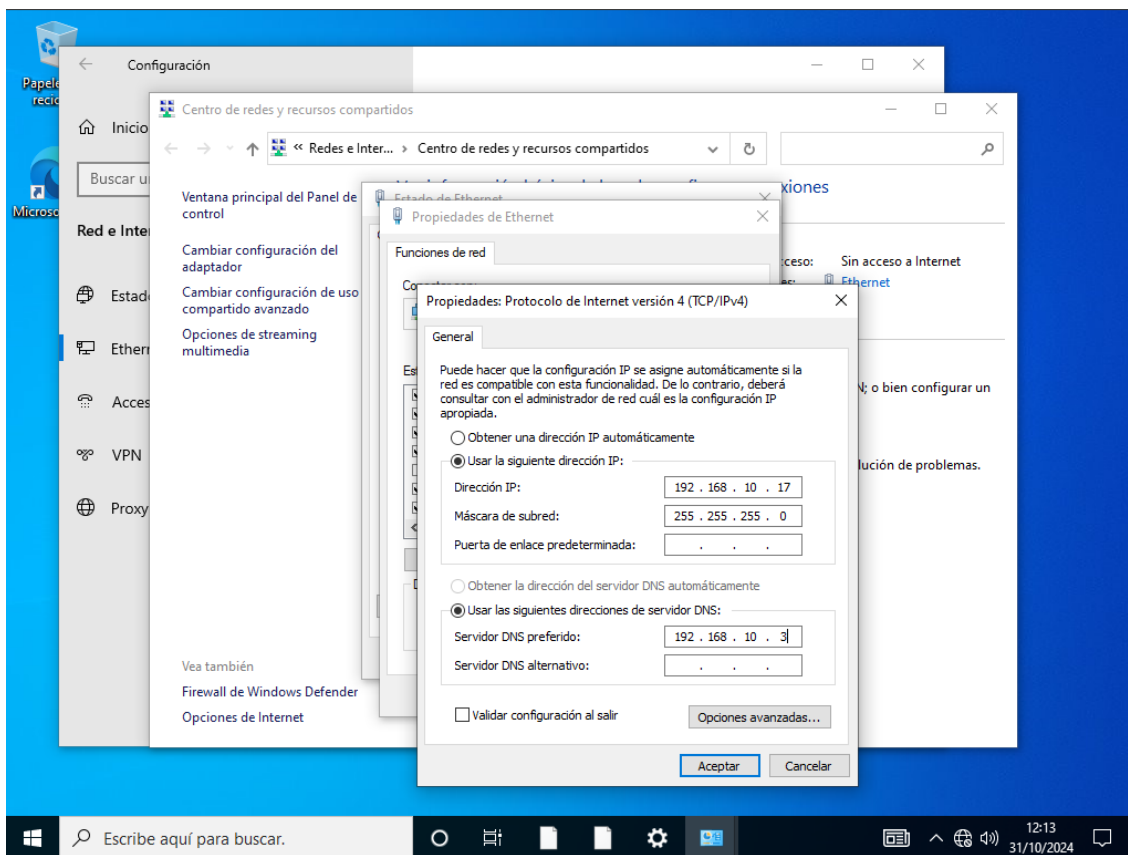 Configuración
Centro de redes y recursos compartidos
Inicio
« Redes e Inter... › Centro de redes y recursos compartidos
Ventana principal del Panel de
control
Estado de Ethernet
Propiedades de Ethernet
Red e Inter
Cambiar configuración del
adaptador
Funciones de red
Sin acceso a Internet
Ethernet
Cambiar configuración de uso
compartido avanzado
Propiedades: Protocolo de Internet versión 4 (TCP/IPv4)
Opciones de streaming
multimedia
General
Puede hacer que la configuración IP se asigne automáticamente si la
red es compatible con esta funcionalidad. De lo contrario, deberá
consultar con el administrador de red cuál es la configuración IP
apropiada.
; o bien configurar un
Obtener una dirección IP automáticamente
VPN
Usar la siguiente dirección IP:
lución de problemas.
Dirección IP:
192 . 168 . 10 . 17
Proxy
Máscara de subred:
255 . 255 . 255 . 0
Puerta de enlace predeterminada:
. . .
Obtener la dirección del servidor DNS automáticamente
Usar las siguientes direcciones de servidor DNS:
Servidor DNS preferido:
192 . 168 . 10 . 3
Servidor DNS alternativo:
. . .
Vea también
Firewall de Windows Defender
Opciones de Internet
Validar configuración al salir
Opciones avanzadas...
Aceptar
Cancelar
Escribe aquí para buscar.
12:13
31/10/2024